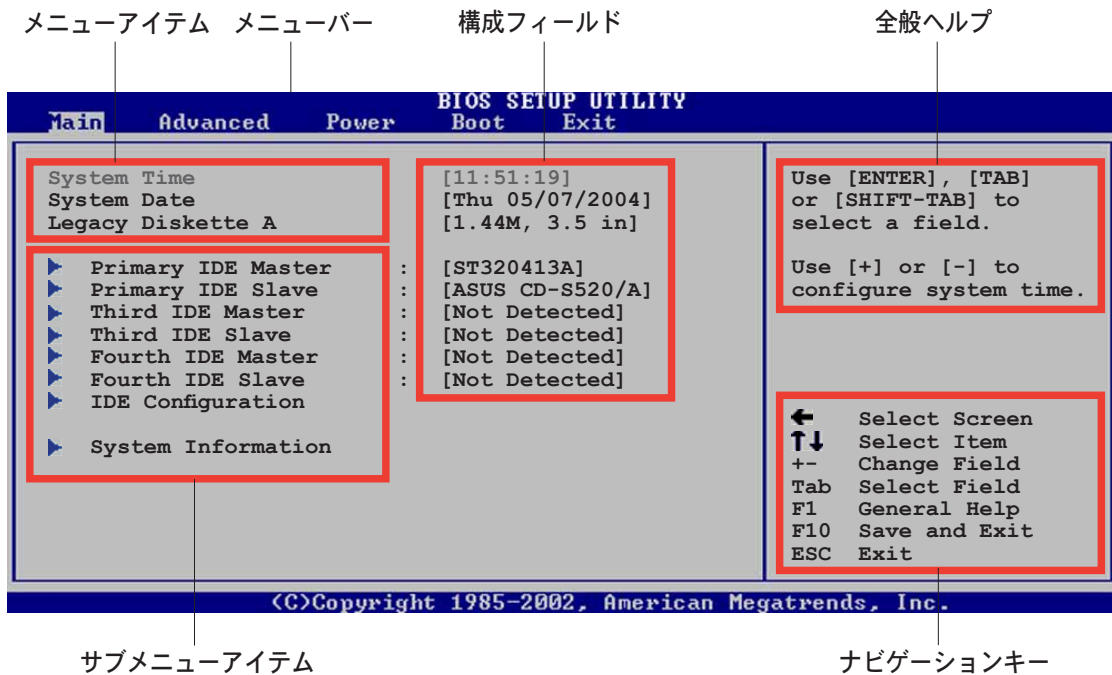 メニューアイテム メニューバー 構成フィールド 全般ヘルプ
BIOS SETUP UTILITY
Main Advanced Power Boot Exit
System Time [11:51:19]
System Date [Thu 05/07/2004]
Legacy Diskette A [1.44M, 3.5 in]
Primary IDE Master : [ST320413A]
Primary IDE Slave : [ASUS CD-S520/A]
Third IDE Master : [Not Detected]
Third IDE Slave : [Not Detected]
Fourth IDE Master : [Not Detected]
Fourth IDE Slave : [Not Detected]
IDE Configuration
System Information
Use [ENTER], [TAB]
or [SHIFT-TAB] to
select a field.
Use [+] or [-] to
configure system time.
← Select Screen
↑↓ Select Item
+- Change Field
Tab Select Field
F1 General Help
F10 Save and Exit
ESC Exit
(C)Copyright 1985-2002, American Megatrends, Inc.
サブメニューアイテム ナビゲーションキー